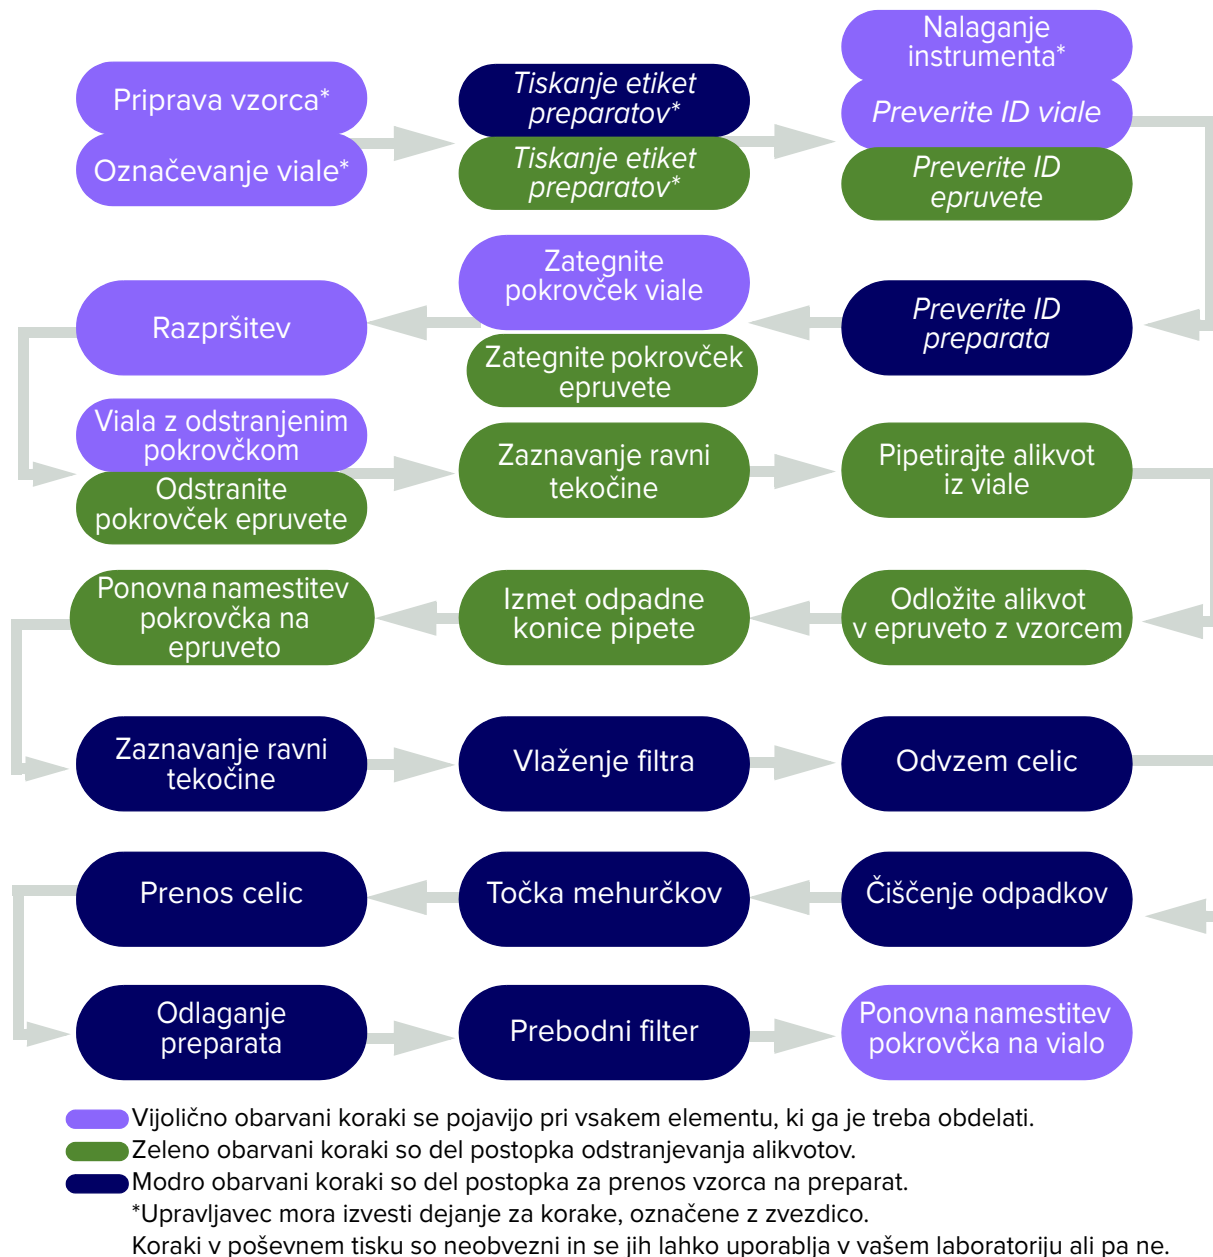 Priprava vzorca*
Označevanje viale*
Tiskanje etiket
preparatov*
Tiskanje etiket
preparatov*
Nalaganje
instrumenta*
Preverite ID viale
Preverite ID
epruvete
Preverite ID
preparata
Zategnite
pokrovček viale
Zategnite pokrovček
epruvete
Razpršitev
Viala z odstranjenim
pokrovčkom
Odstranite
pokrovček epruvete
Zaznavanje ravni
tekočine
Pipetirajte alikvot
iz viale
Odložite alikvot
v epruveto z vzorcem
Izmet odpadne
konice pipete
Ponovna namestitev
pokrovčka na
epruveto
Zaznavanje ravni
tekočine
Vlaženje filtra
Odvzem celic
Čiščenje odpadkov
Točka mehurčkov
Prenos celic
Odlaganje
preparata
Prebodni filter
Ponovna namestitev
pokrovčka na vialo
Vijolično obarvani koraki se pojavijo pri vsakem elementu, ki ga je treba obdelati.
Zeleno obarvani koraki so del postopka odstranjevanja alikvotov.
Modro obarvani koraki so del postopka za prenos vzorca na preparat.
*Upravljavec mora izvesti dejanje za korake, označene z zvezdico.
Koraki v poševnem tisku so neobvezni in se jih lahko uporablja v vašem laboratoriju ali pa ne.